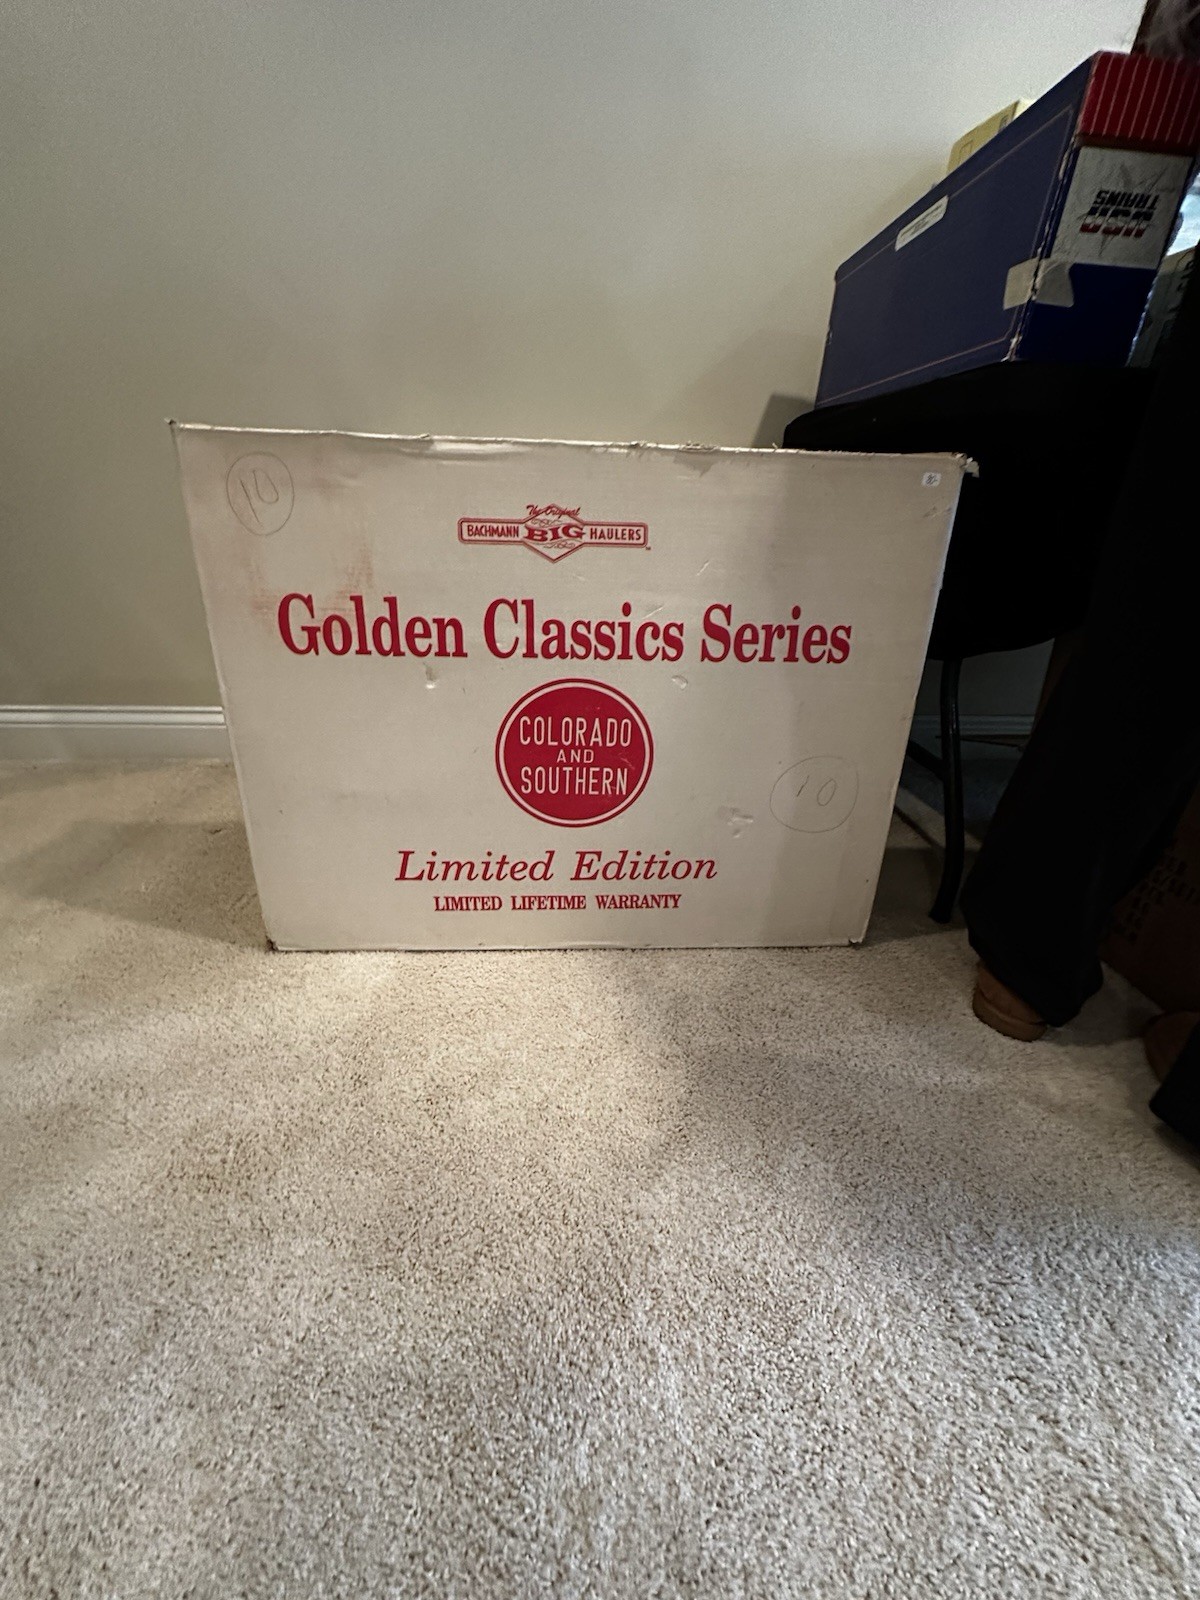 10
The Original
BACHMANN BIG HAULERS
Golden Classics Series
COLORADO
AND
SOUTHERN
10
Limited Edition
LIMITED LIFETIME WARRANTY
USA
TRAINS